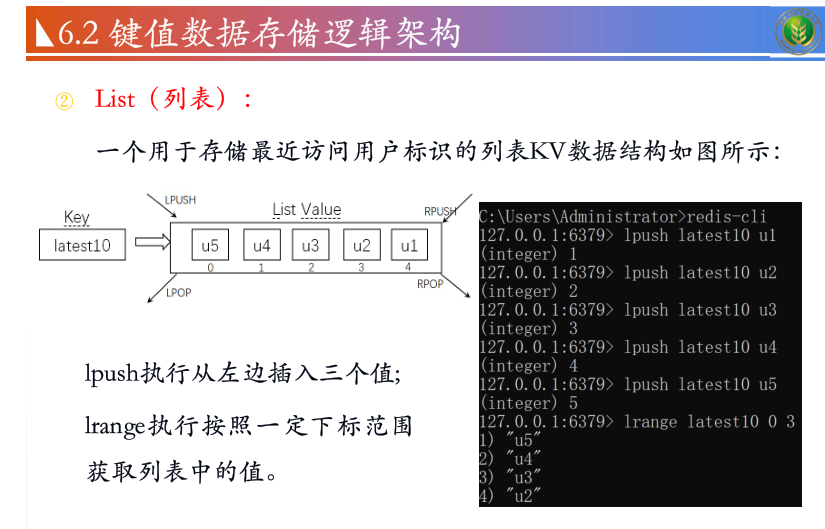 6.2 键值数据存储逻辑架构
② List（列表）：
一个用于存储最近访问用户标识的列表KV数据结构如图所示：
LPUSH
Key
List Value
RPUSH
latest10
u5 u4 u3 u2 u1
0 1 2 3 4
LPOP
RPOP
C:\Users\Administrator>redis-cli
127.0.0.1:6379> lpush latest10 u1
(integer) 1
127.0.0.1:6379> lpush latest10 u2
(integer) 2
127.0.0.1:6379> lpush latest10 u3
(integer) 3
127.0.0.1:6379> lpush latest10 u4
(integer) 4
127.0.0.1:6379> lpush latest10 u5
(integer) 5
127.0.0.1:6379> lrange latest10 0 3
1) "u5"
2) "u4"
3) "u3"
4) "u2"
lpush执行从左边插入三个值;
lrange执行按照一定下标范围
获取列表中的值。